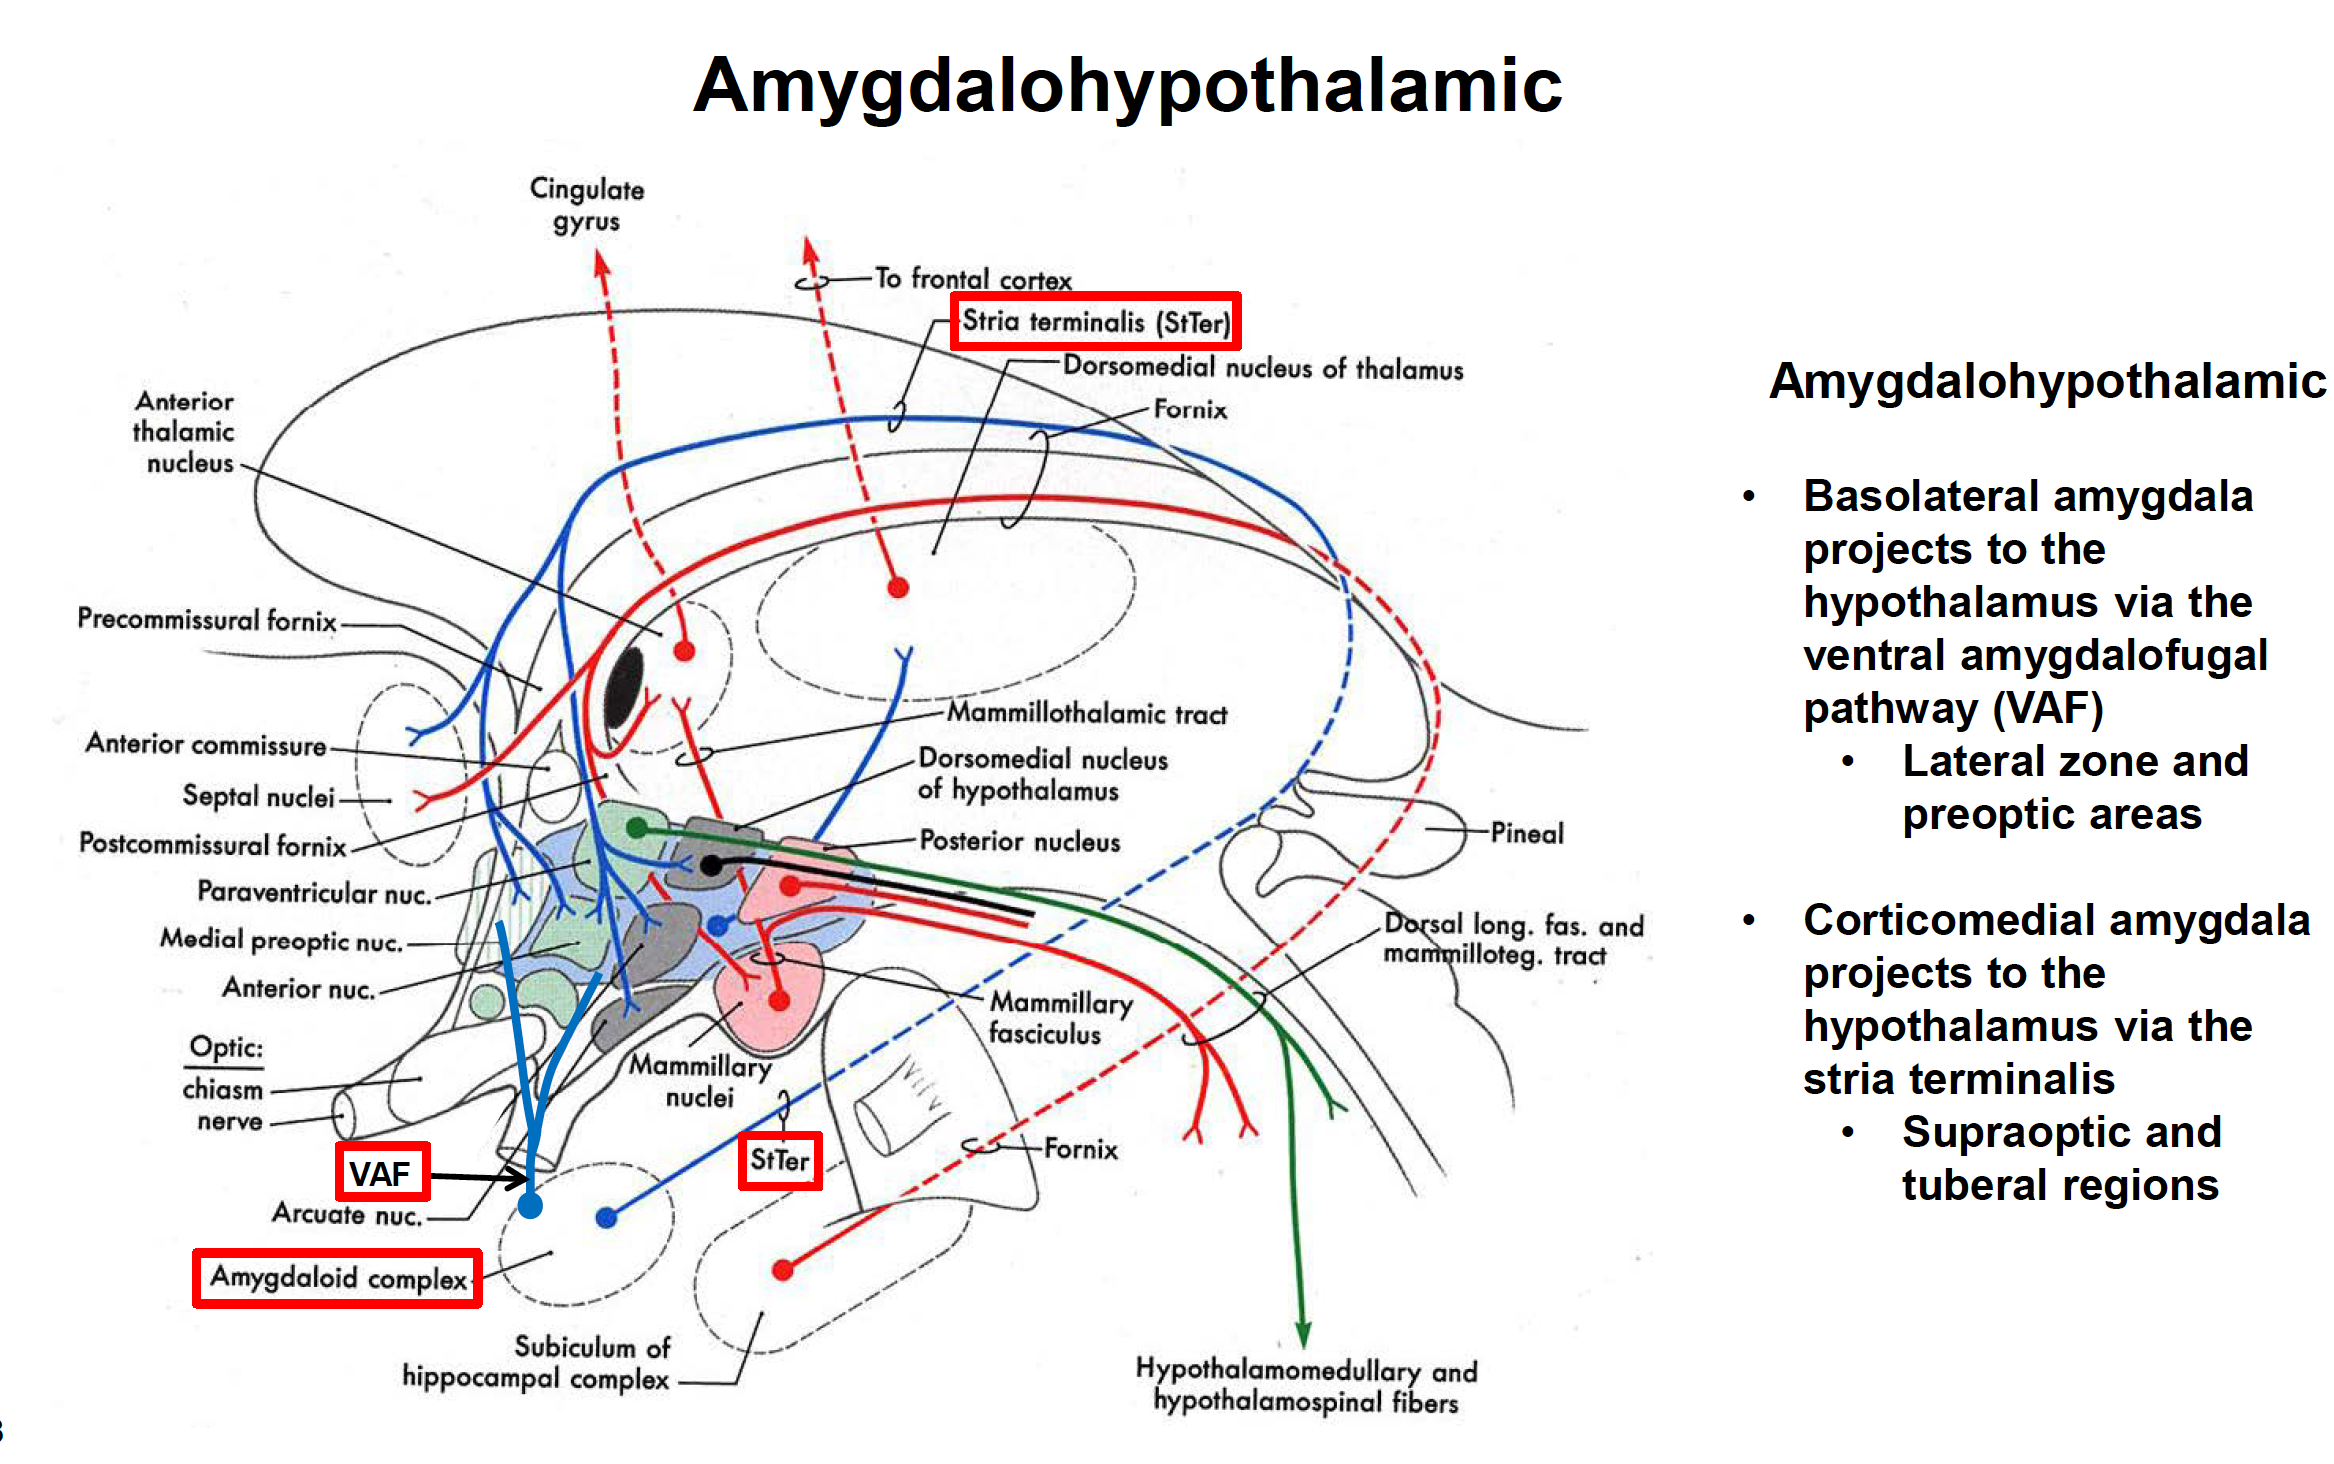 Amygdalohypothalamic
Cingulate
gyrus
To frontal cortex
Stria terminalis (StTer)
Dorsomedial nucleus of thalamus
Fornix
Anterior
thalamic
nucleus
Precommissural fornix
Anterior commissure
Septal nuclei
Postcommissural fornix
Paraventricular nuc.
Medial preoptic nuc.
Anterior nuc.
Optic:
chiasm
nerve
VAF
Arcuate nuc.
Amygdaloid complex
Subiculum of
hippocampal complex
Mammillothalamic tract
Dorsomedial nucleus
of hypothalamus
Posterior nucleus
Pineal
Dorsal long. fas. and
mammilloteg. tract
Mammillary
fasciculus
Mammillary
nuclei
StTer
Fornix
Hypothalamomedullary and
hypothalamospinal fibers
Amygdalohypothalamic
• Basolateral amygdala
projects to the
hypothalamus via the
ventral amygdalofugal
pathway (VAF)
• Lateral zone and
preoptic areas
• Corticomedial amygdala
projects to the
hypothalamus via the
stria terminalis
• Supraoptic and
tuberal regions